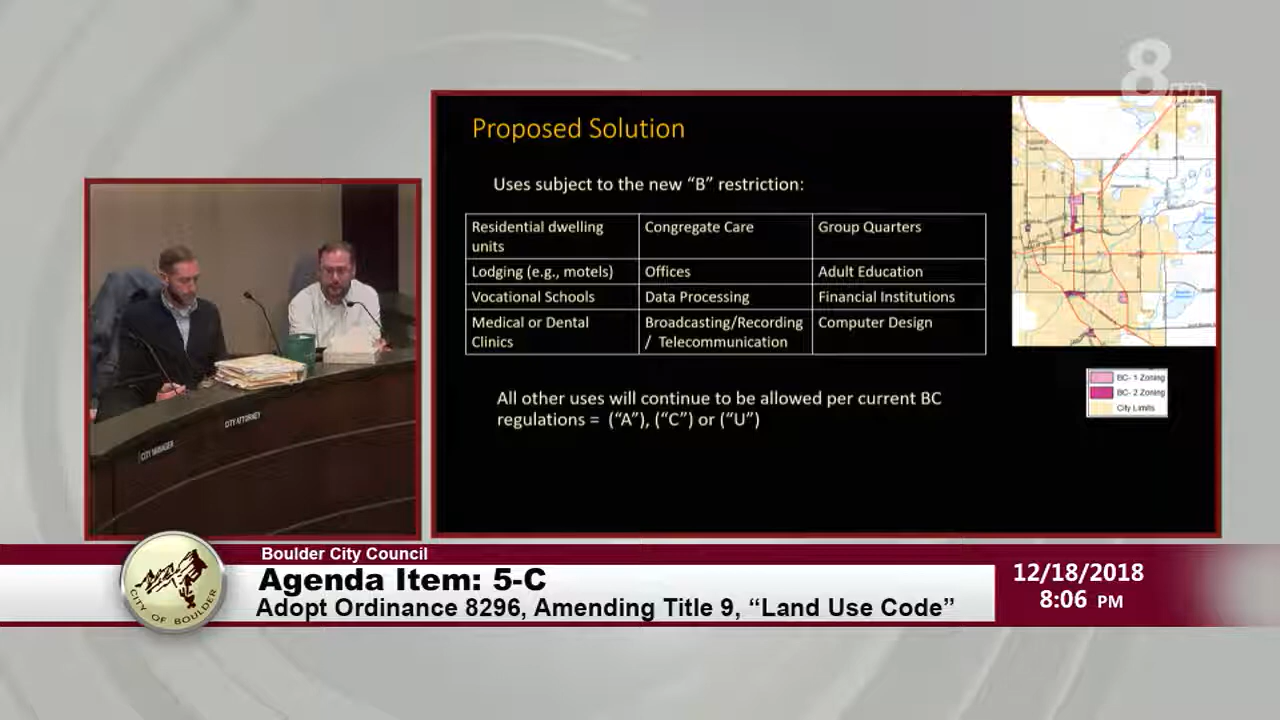 8
Proposed Solution
Uses subject to the new “B” restriction:
Residential dwelling units
Congregate Care
Group Quarters
Lodging (e.g., motels)
Offices
Adult Education
Vocational Schools
Data Processing
Financial Institutions
Medical or Dental Clinics
Broadcasting/Recording / Telecommunication
Computer Design
All other uses will continue to be allowed per current BC
regulations = (“A”), (“C”) or (“U”)
BC- 1 Zoning
BC- 2 Zoning
City Limits
CITY MANAGER
CITY ATTORNEY
CITY OF BOULDER
Boulder City Council
Agenda Item: 5-C
Adopt Ordinance 8296, Amending Title 9, “Land Use Code”
12/18/2018
8:06 PM